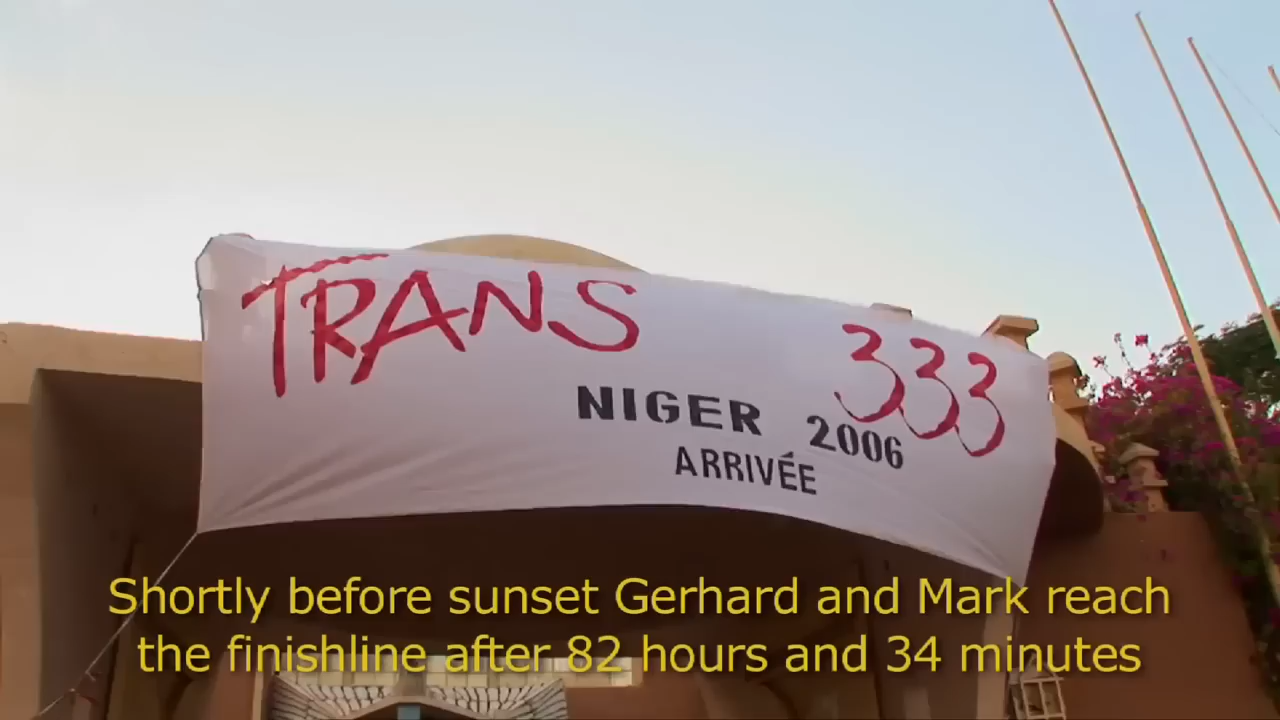 TRANS 333
NIGER 2006
ARRIVÉE
Shortly before sunset Gerhard and Mark reach
the finishline after 82 hours and 34 minutes